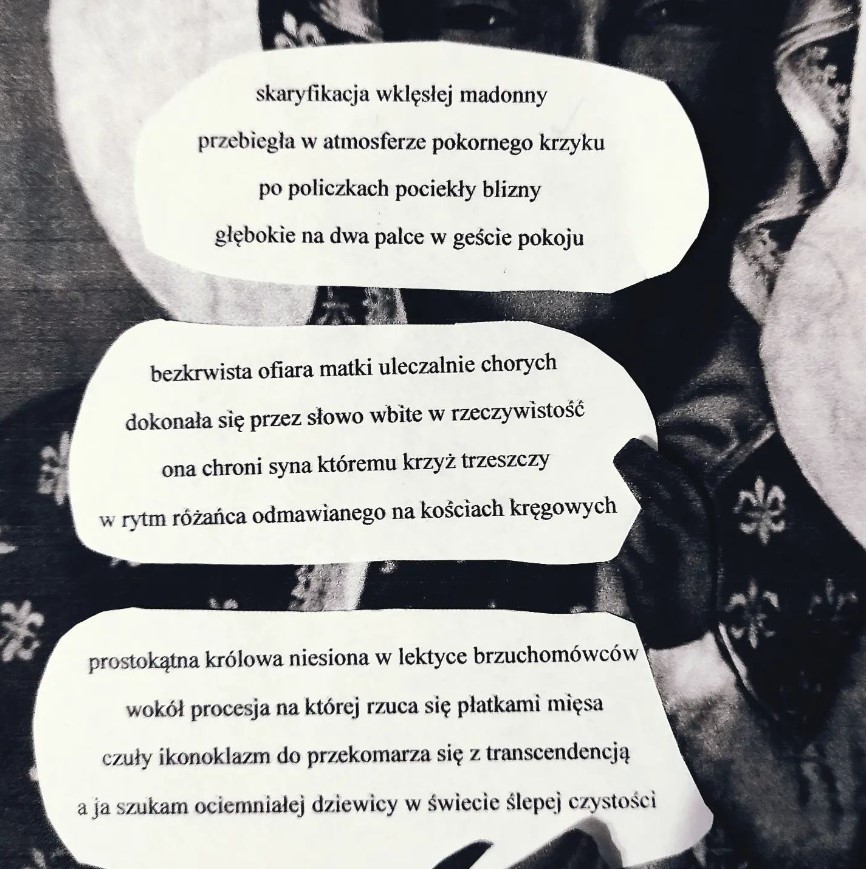 skaryfikacja wklęsłej madonny
przebiegła w atmosferze pokornego krzyku
po policzkach pociekły blizny
głębokie na dwa palce w geście pokoju
bezkrwista ofiara matki uleczalnie chorych
dokonała się przez słowo wbite w rzeczywistość
ona chroni syna któremu krzyż trzeszczy
w rytm różańca odmawianego na kościach kręgowych
prostokątna królowa niesiona w lektyce brzuchomówców
wokół procesja na której rzuca się płatkami mięsa
czuły ikonoklazm do przekomarza się z transcendencją
a ja szukam ociemniałej dziewicy w świecie ślepej czystości